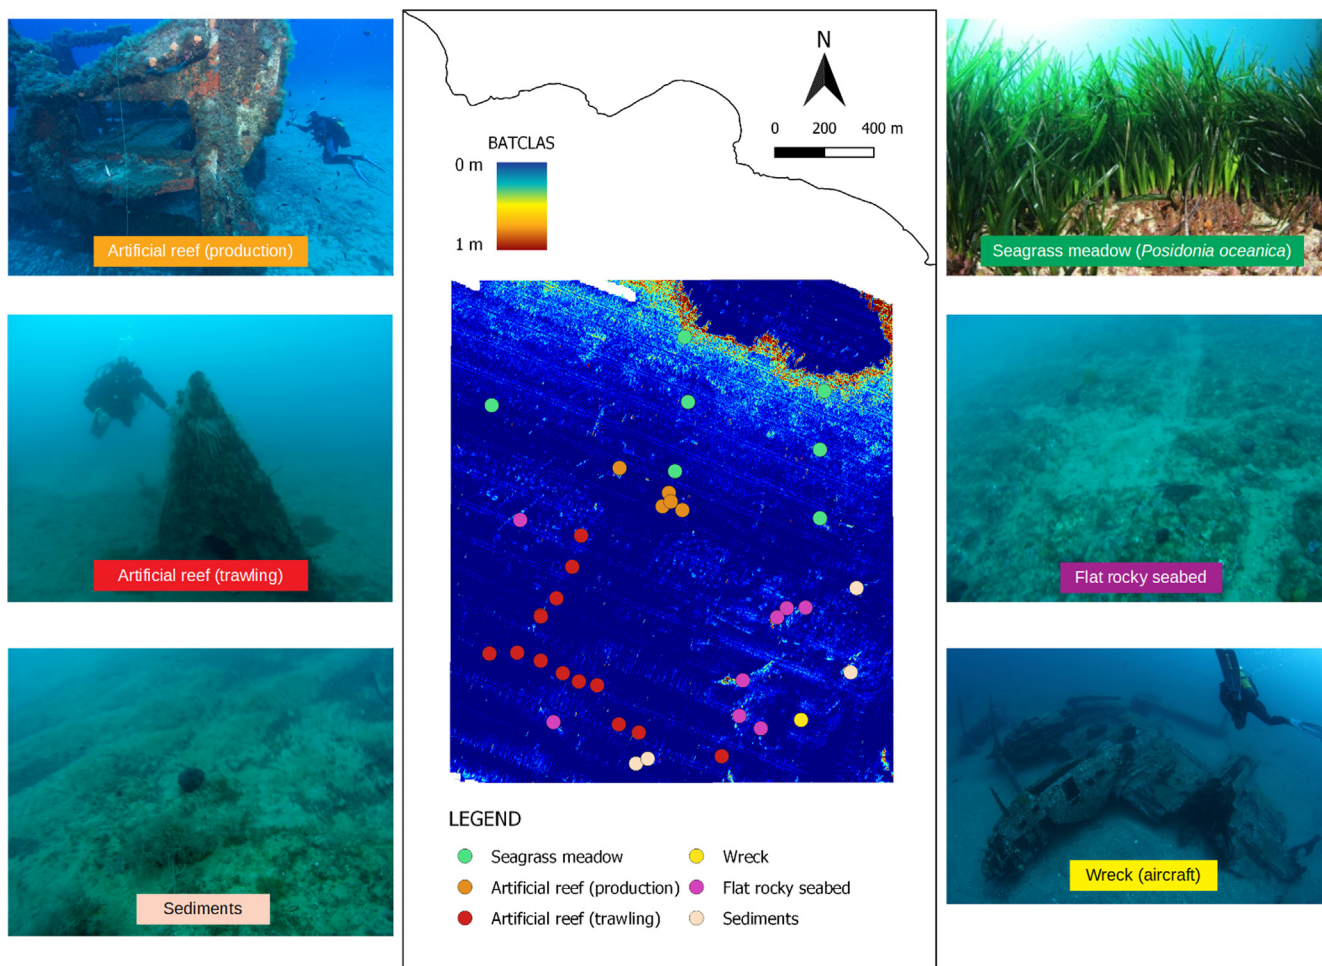 Artificial reef (production)
Artificial reef (trawling)
Sediments
N
0 200 400 m
BATCLAS
0 m
1 m
LEGEND
Seagrass meadow
Artificial reef (production)
Artificial reef (trawling)
Wreck
Flat rocky seabed
Sediments
Seagrass meadow (Posidonia oceanica)
Flat rocky seabed
Wreck (aircraft)